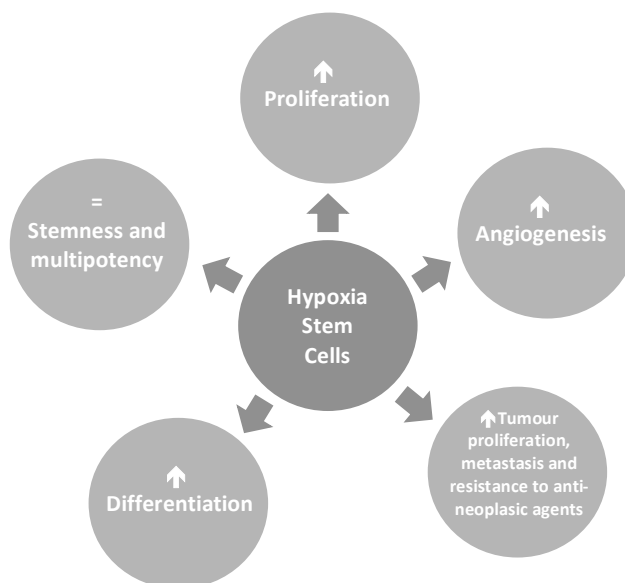 ↑
Proliferation
=
Stemness and
multipotency
↑
Angiogenesis
Hypoxia
Stem
Cells
↑
Differentiation
↑Tumour
proliferation,
metastasis and
resistance to anti-
neoplasic agents